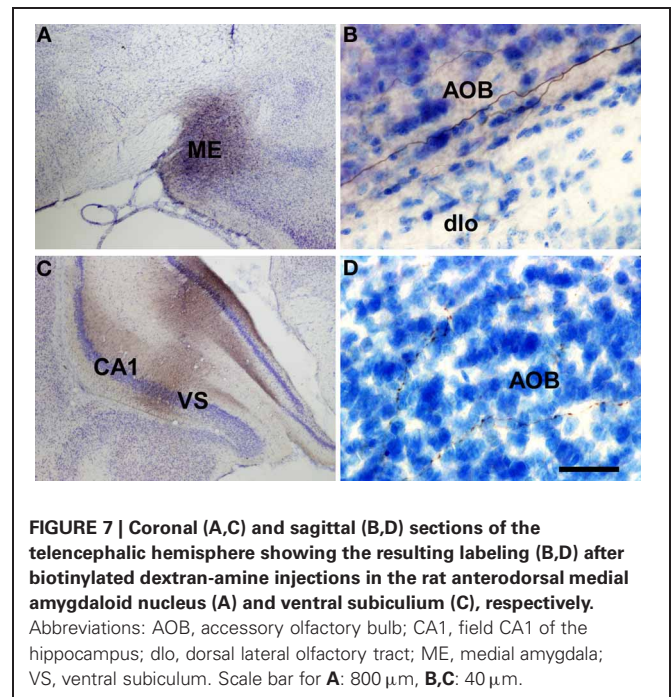 A
B
AOB
ME
dlo
C
D
CA1
VS
AOB
FIGURE 7 | Coronal (A,C) and sagittal (B,D) sections of the
telencephalic hemisphere showing the resulting labeling (B,D) after
biotinylated dextran-amine injections in the rat anterodorsal medial
amygdaloid nucleus (A) and ventral subiculium (C), respectively.
Abbreviations: AOB, accessory olfactory bulb; CA1, field CA1 of the
hippocampus; dlo, dorsal lateral olfactory tract; ME, medial amygdala;
VS, ventral subiculum. Scale bar for A: 800 μm, B,C: 40 μm.